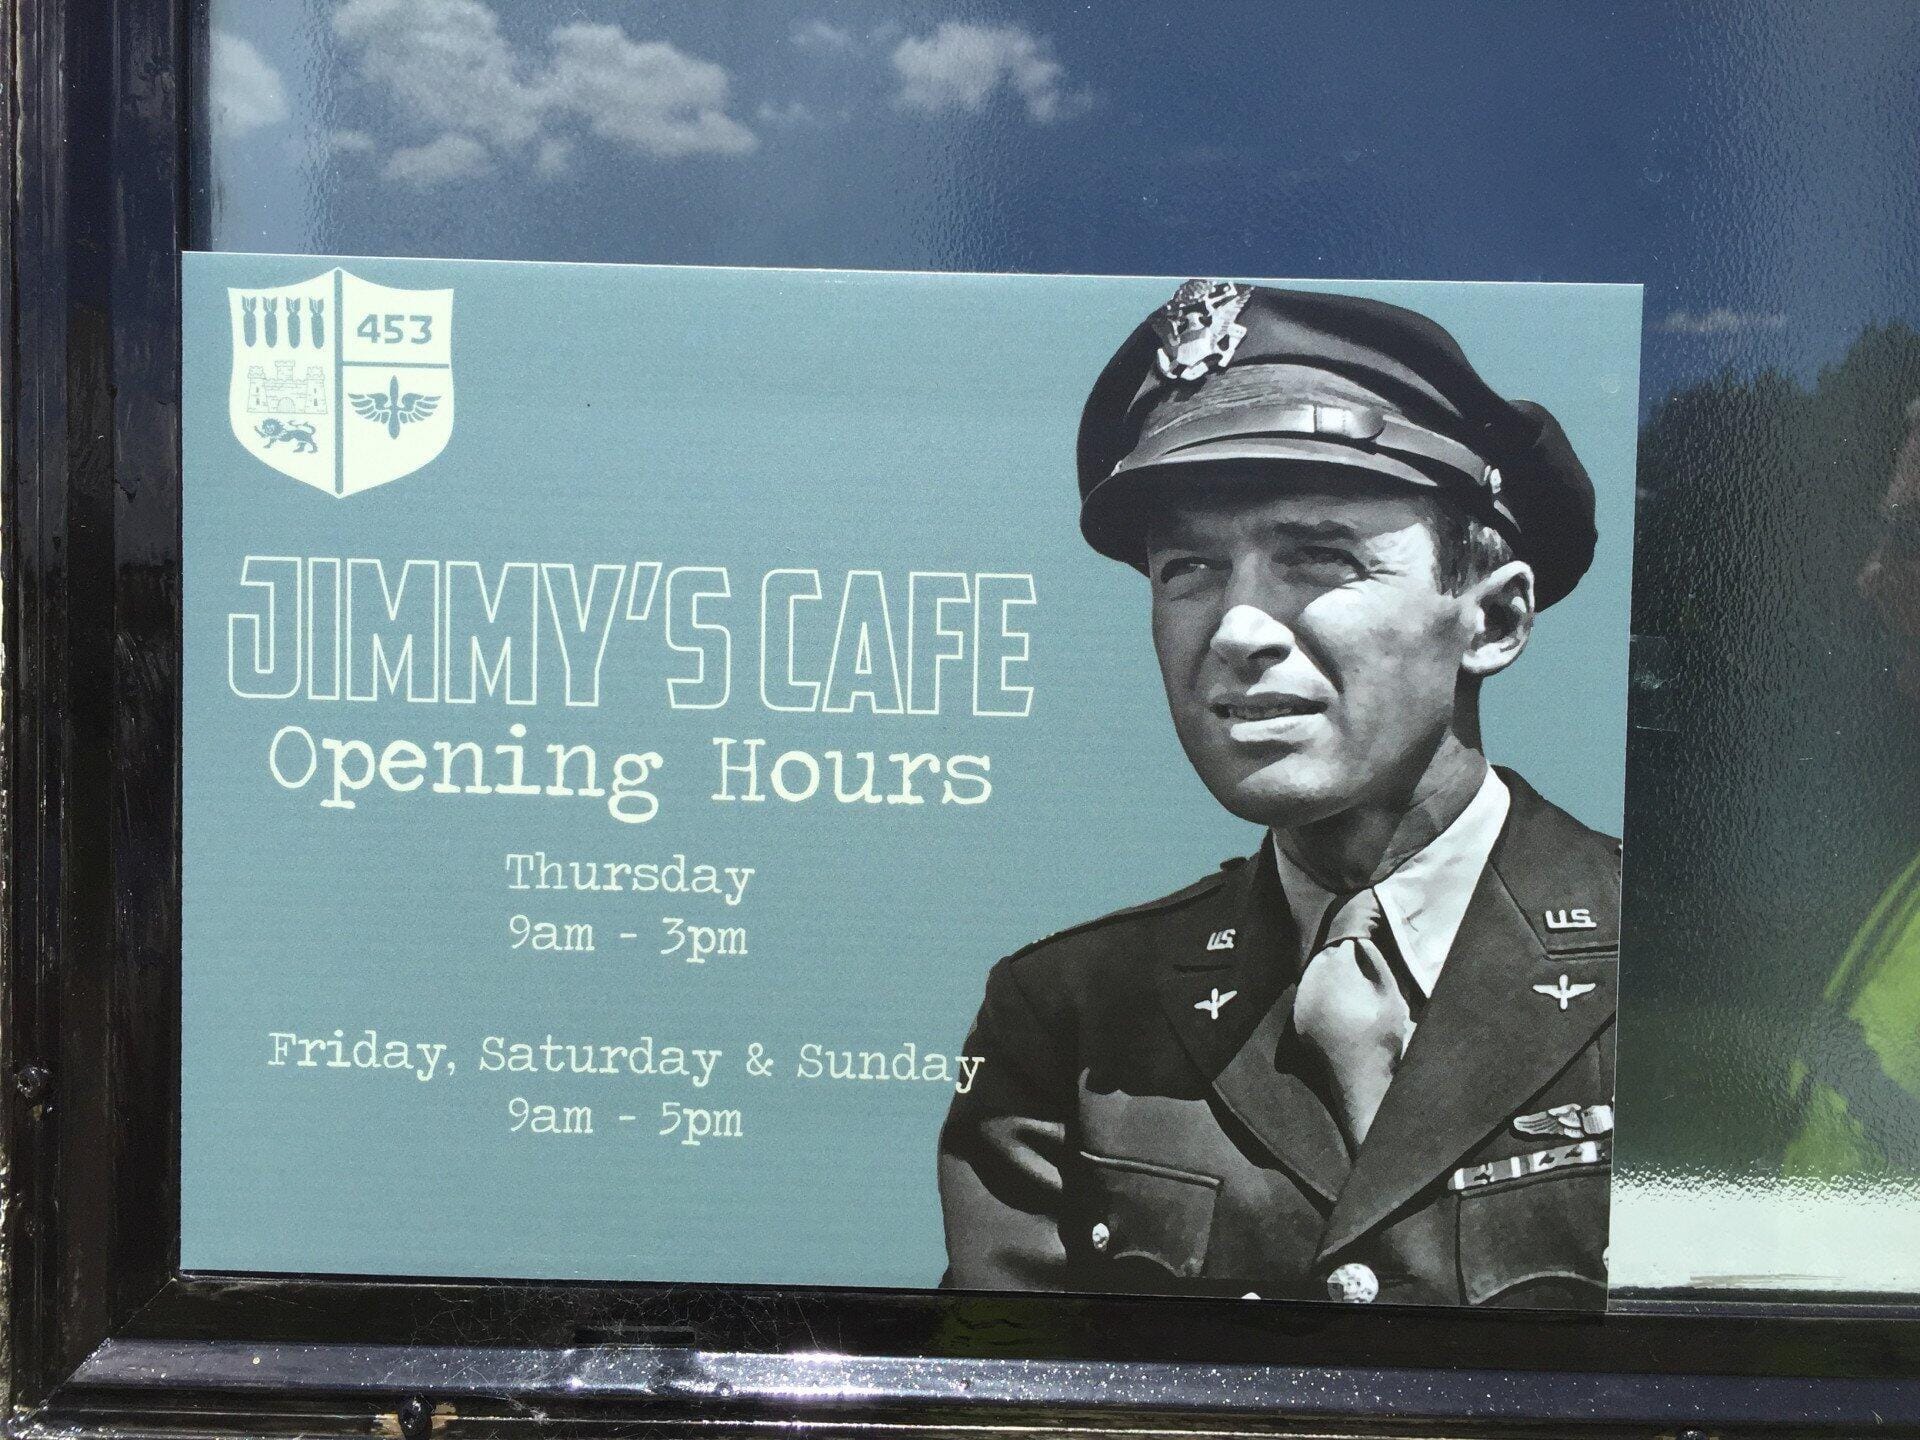 453
JIMMY'S CAFE
Opening Hours
Thursday
9am - 3pm
Friday, Saturday & Sunday
9am - 5pm
U.S.
U.S.